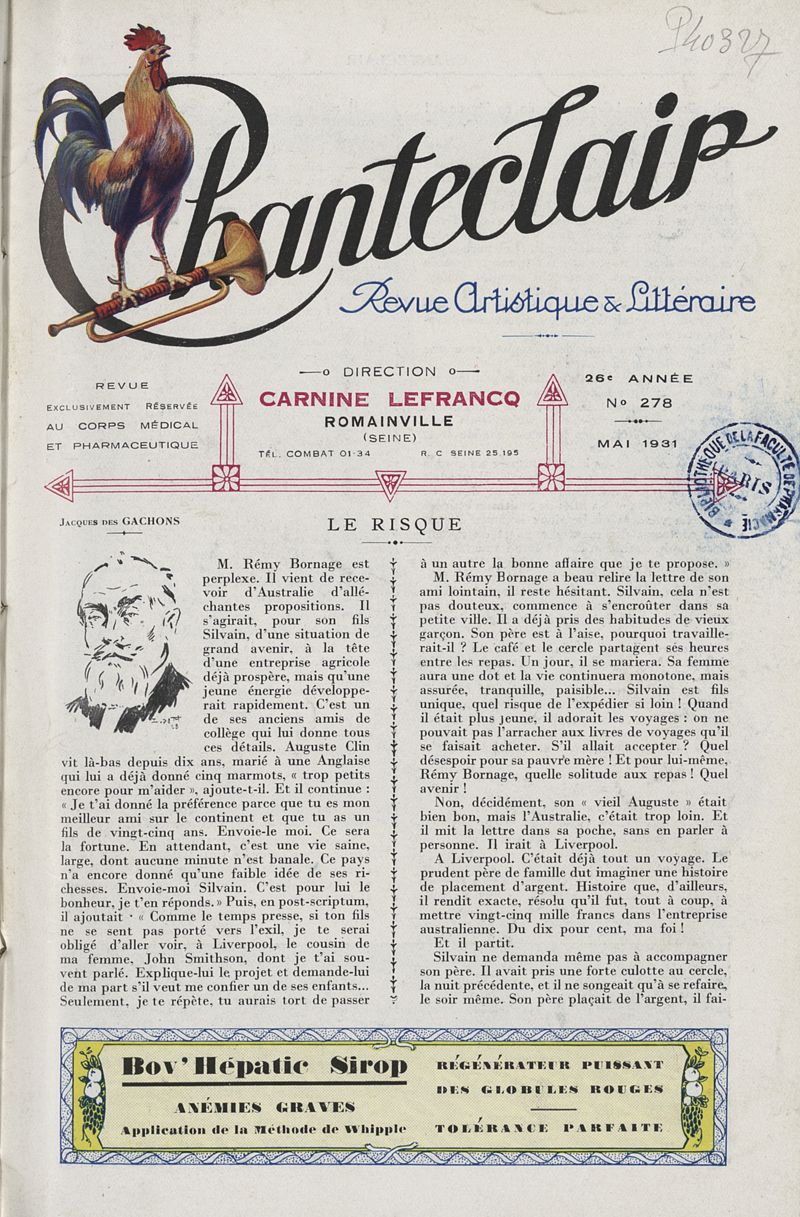 P40327
Chanteclair
Revue Artistique & Littéraire
REVUE
EXCLUSIVEMENT RÉSERVÉE
AU CORPS MÉDICAL
ET PHARMACEUTIQUE
—o DIRECTION o—
CARNINE LEFRANCQ
ROMAINVILLE
(SEINE)
TÉL. COMBAT 01-34 R. C SEINE 25.195
26e ANNÉE
No 278
MAI 1931
BIBLIOTHÈQUE DE LA FACULTÉ DE PHARMACIE
PARIS
JACQUES DES GACHONS
LE RISQUE
M. Rémy Bornage est
perplexe. Il vient de rece-
voir d'Australie d'allé-
chantes propositions. Il
s'agirait, pour son fils
Silvain, d'une situation de
grand avenir, à la tête
d'une entreprise agricole
déjà prospère, mais qu'une
jeune énergie développe-
rait rapidement. C'est un
de ses anciens amis de
collège qui lui donne tous
ces détails. Auguste Clin
vit là-bas depuis dix ans, marié à une Anglaise
qui lui a déjà donné cinq marmots, « trop petits
encore pour m'aider », ajoute-t-il. Et il continue :
« Je t'ai donné la préférence parce que tu es mon
meilleur ami sur le continent et que tu as un
fils de vingt-cinq ans. Envoie-le moi. Ce sera
la fortune. En attendant, c'est une vie saine,
large, dont aucune minute n'est banale. Ce pays
n'a encore donné qu'une faible idée de ses ri-
chesses. Envoie-moi Silvain. C'est pour lui le
bonheur, je t'en réponds. » Puis, en post-scriptum,
il ajoutait · « Comme le temps presse, si ton fils
ne se sent pas porté vers l'exil, je te serai
obligé d'aller voir, à Liverpool, le cousin de
ma femme, John Smithson, dont je t'ai sou-
vent parlé. Explique-lui le projet et demande-lui
de ma part s'il veut me confier un de ses enfants...
Seulement, je te répète, tu aurais tort de passer
à un autre la bonne affaire que je te propose. »
M. Rémy Bornage a beau relire la lettre de son
ami lointain, il reste hésitant. Silvain, cela n'est
pas douteux, commence à s'encroûter dans sa
petite ville. Il a déjà pris des habitudes de vieux
garçon. Son père est à l'aise, pourquoi travaille-
rait-il ? Le café et le cercle partagent ses heures
entre les repas. Un jour, il se mariera. Sa femme
aura une dot et la vie continuera monotone, mais
assurée, tranquille, paisible... Silvain est fils
unique, quel risque de l'expédier si loin ! Quand
il était plus jeune, il adorait les voyages : on ne
pouvait pas l'arracher aux livres de voyages qu'il
se faisait acheter. S'il allait accepter ? Quel
désespoir pour sa pauvre mère ! Et pour lui-même,
Rémy Bornage, quelle solitude aux repas ! Quel
avenir !
Non, décidément, son « vieil Auguste » était
bien bon, mais l'Australie, c'était trop loin. Et
il mit la lettre dans sa poche, sans en parler à
personne. Il irait à Liverpool.
A Liverpool. C'était déjà tout un voyage. Le
prudent père de famille dut imaginer une histoire
de placement d'argent. Histoire que, d'ailleurs,
il rendit exacte, résolu qu'il fut, tout à coup, à
mettre vingt-cinq mille francs dans l'entreprise
australienne. Du dix pour cent, ma foi !
Et il partit.
Silvain ne demanda même pas à accompagner
son père. Il avait pris une forte culotte au cercle,
la nuit précédente, et il ne songeait qu'à se refaire,
le soir même. Son père plaçait de l'argent, il fai-
Bov'Hépatic Sirop
ANÉMIES GRAVES
Application de la Méthode de Whipple
RÉGÉNÉRATEUR PUISSANT
DES GLOBULES ROUGES
TOLÉRANCE PARFAITE